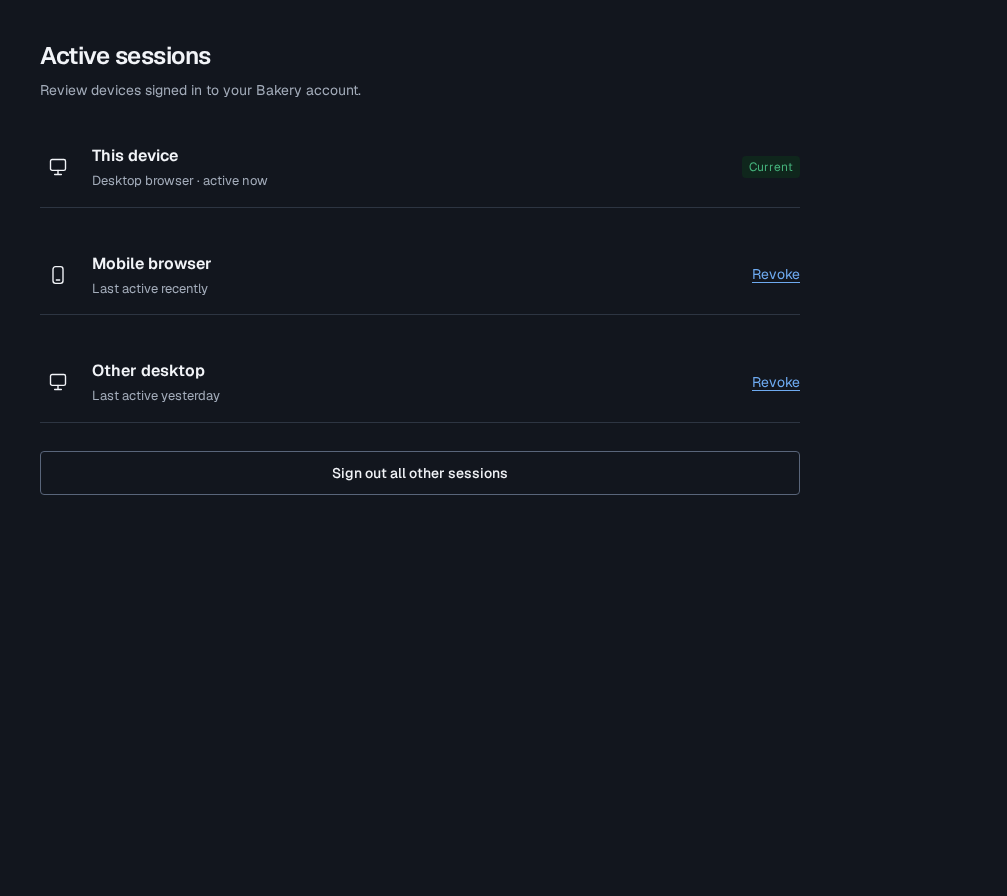 Active sessions
Review devices signed in to your Bakery account.
This device
Desktop browser · active now
Current
Mobile browser
Last active recently
Revoke
Other desktop
Last active yesterday
Revoke
Sign out all other sessions